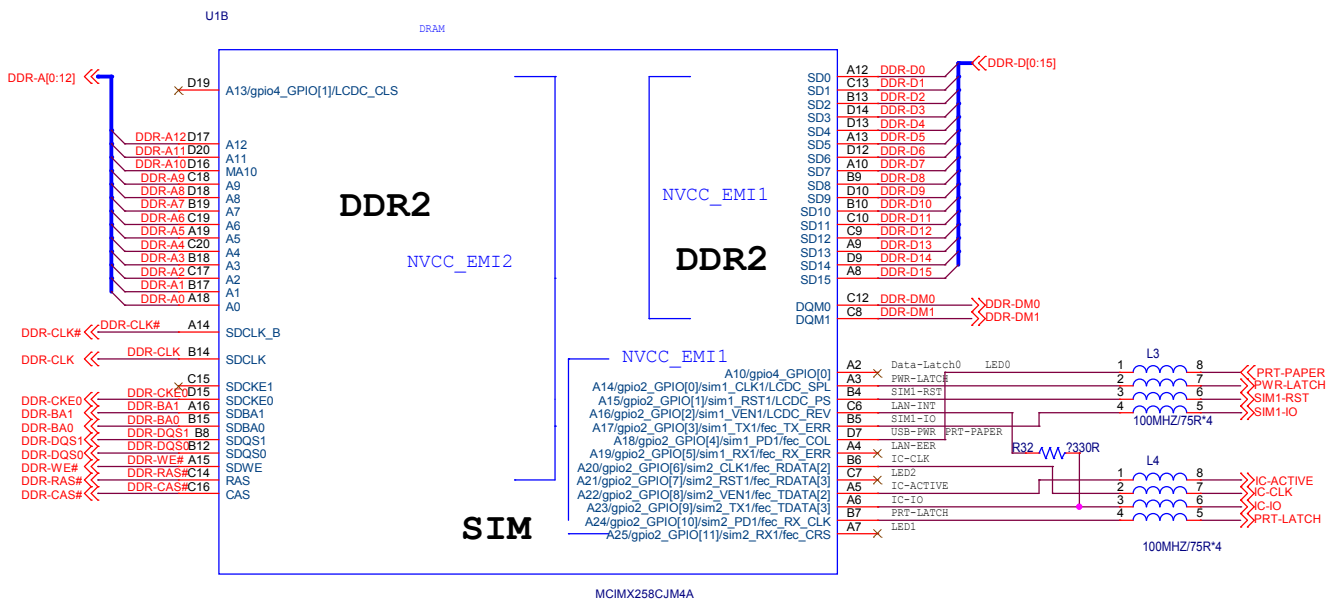 U1B
DRAM
DDR-A[0:12]
D19 A13/gpio4_GPIO[1]/LCDC_CLS
DDR-A12 D17 A12
DDR-A11 D20 A11
DDR-A10 D16 MA10
DDR-A9 C18 A9
DDR-A8 D18 A8
DDR-A7 B19 A7
DDR-A6 C19 A6
DDR-A5 A19 A5
DDR-A4 C20 A4
DDR-A3 B18 A3
DDR-A2 C17 A2
DDR-A1 B17 A1
DDR-A0 A18 A0
DDR-CLK# DDR-CLK# A14 SDCLK_B
DDR-CLK DDR-CLK B14 SDCLK
C15 SDCKE1
DDR-CKE0 DDR-CKE0 D15 SDCKE0
DDR-BA1 DDR-BA1 A16 SDBA1
DDR-BA0 DDR-BA0 B15 SDBA0
DDR-DQS1 DDR-DQS1 B8 SDQS1
DDR-DQS0 DDR-DQS0 B12 SDQS0
DDR-WE# DDR-WE# A15 SDWE
DDR-RAS# DDR-RAS# C14 RAS
DDR-CAS# DDR-CAS# C16 CAS
DDR2
NVCC_EMI2
SIM
NVCC_EMI1
DDR2
NVCC_EMI1
DDR-D[0:15]
SD0 A12 DDR-D0
SD1 C13 DDR-D1
SD2 B13 DDR-D2
SD3 D14 DDR-D3
SD4 D13 DDR-D4
SD5 A13 DDR-D5
SD6 D12 DDR-D6
SD7 A10 DDR-D7
SD8 B9 DDR-D8
SD9 D10 DDR-D9
SD10 B10 DDR-D10
SD11 C10 DDR-D11
SD12 C9 DDR-D12
SD13 A9 DDR-D13
SD14 D9 DDR-D14
SD15 A8 DDR-D15
DQM0 C12 DDR-DM0 DDR-DM0
DQM1 C8 DDR-DM1 DDR-DM1
A10/gpio4_GPIO[0] A2 Data-Latch0 LED0
A14/gpio2_GPIO[0]/sim1_CLK1/LCDC_SPL A3 PWR-LATCH
A15/gpio2_GPIO[1]/sim1_RST1/LCDC_PS B4 SIM1-RST
A16/gpio2_GPIO[2]/sim1_VEN1/LCDC_REV C6 LAN-INT
A17/gpio2_GPIO[3]/sim1_TX1/fec_TX_ERR B5 SIM1-IO
A18/gpio2_GPIO[4]/sim1_PD1/fec_COL D7 USB-PWR PRT-PAPER
A19/gpio2_GPIO[5]/sim1_RX1/fec_RX_ERR A4 LAN-EER
A20/gpio2_GPIO[6]/sim2_CLK1/fec_RDATA[2] B6 IC-CLK
A21/gpio2_GPIO[7]/sim2_RST1/fec_RDATA[3] C7 LED2
A22/gpio2_GPIO[8]/sim2_VEN1/fec_TDATA[2] A5 IC-ACTIVE
A23/gpio2_GPIO[9]/sim2_TX1/fec_TDATA[3] A6 IC-IO
A24/gpio2_GPIO[10]/sim2_PD1/fec_RX_CLK B7 PRT-LATCH
A25/gpio2_GPIO[11]/sim2_RX1/fec_CRS A7 LED1
L3
1 8 PRT-PAPER
2 7 PWR-LATCH
3 6 SIM1-RST
4 5 SIM1-IO
100MHZ/75R*4
R32 ?330R
L4
1 8 IC-ACTIVE
2 7 IC-CLK
3 6 IC-IO
4 5 PRT-LATCH
100MHZ/75R*4
MCIMX258CJM4A